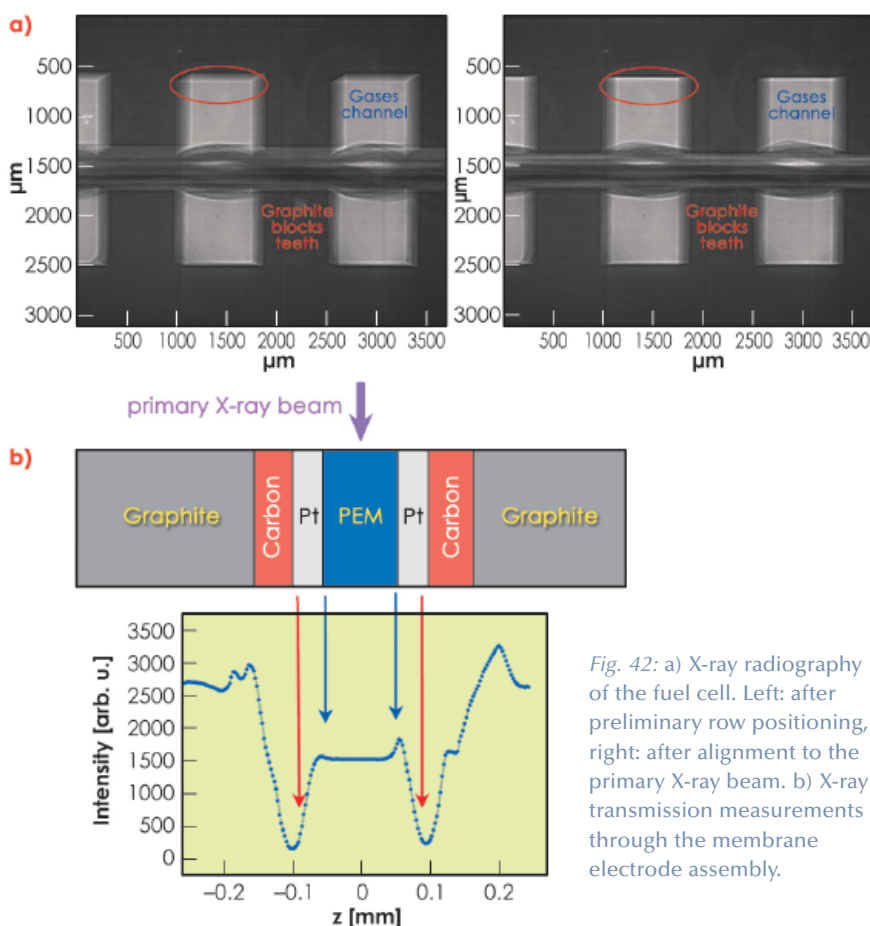 a)
500
1000
1500
2000
2500
3000
µm
Gases
channel
Graphite
blocks
teeth
500 1000 1500 2000 2500 3000 3500
µm
500
1000
1500
2000
2500
3000
µm
Gases
channel
Graphite
blocks
teeth
500 1000 1500 2000 2500 3000 3500
µm
primary X-ray beam
b)
Graphite Carbon Pt PEM Pt Carbon Graphite
Intensity [arb. u.]
3500
3000
2500
2000
1500
1000
500
0
−0.2 −0.1 0 0.1 0.2
z [mm]
Fig. 42: a) X-ray radiography
of the fuel cell. Left: after
preliminary row positioning,
right: after alignment to the
primary X-ray beam. b) X-ray
transmission measurements
through the membrane
electrode assembly.